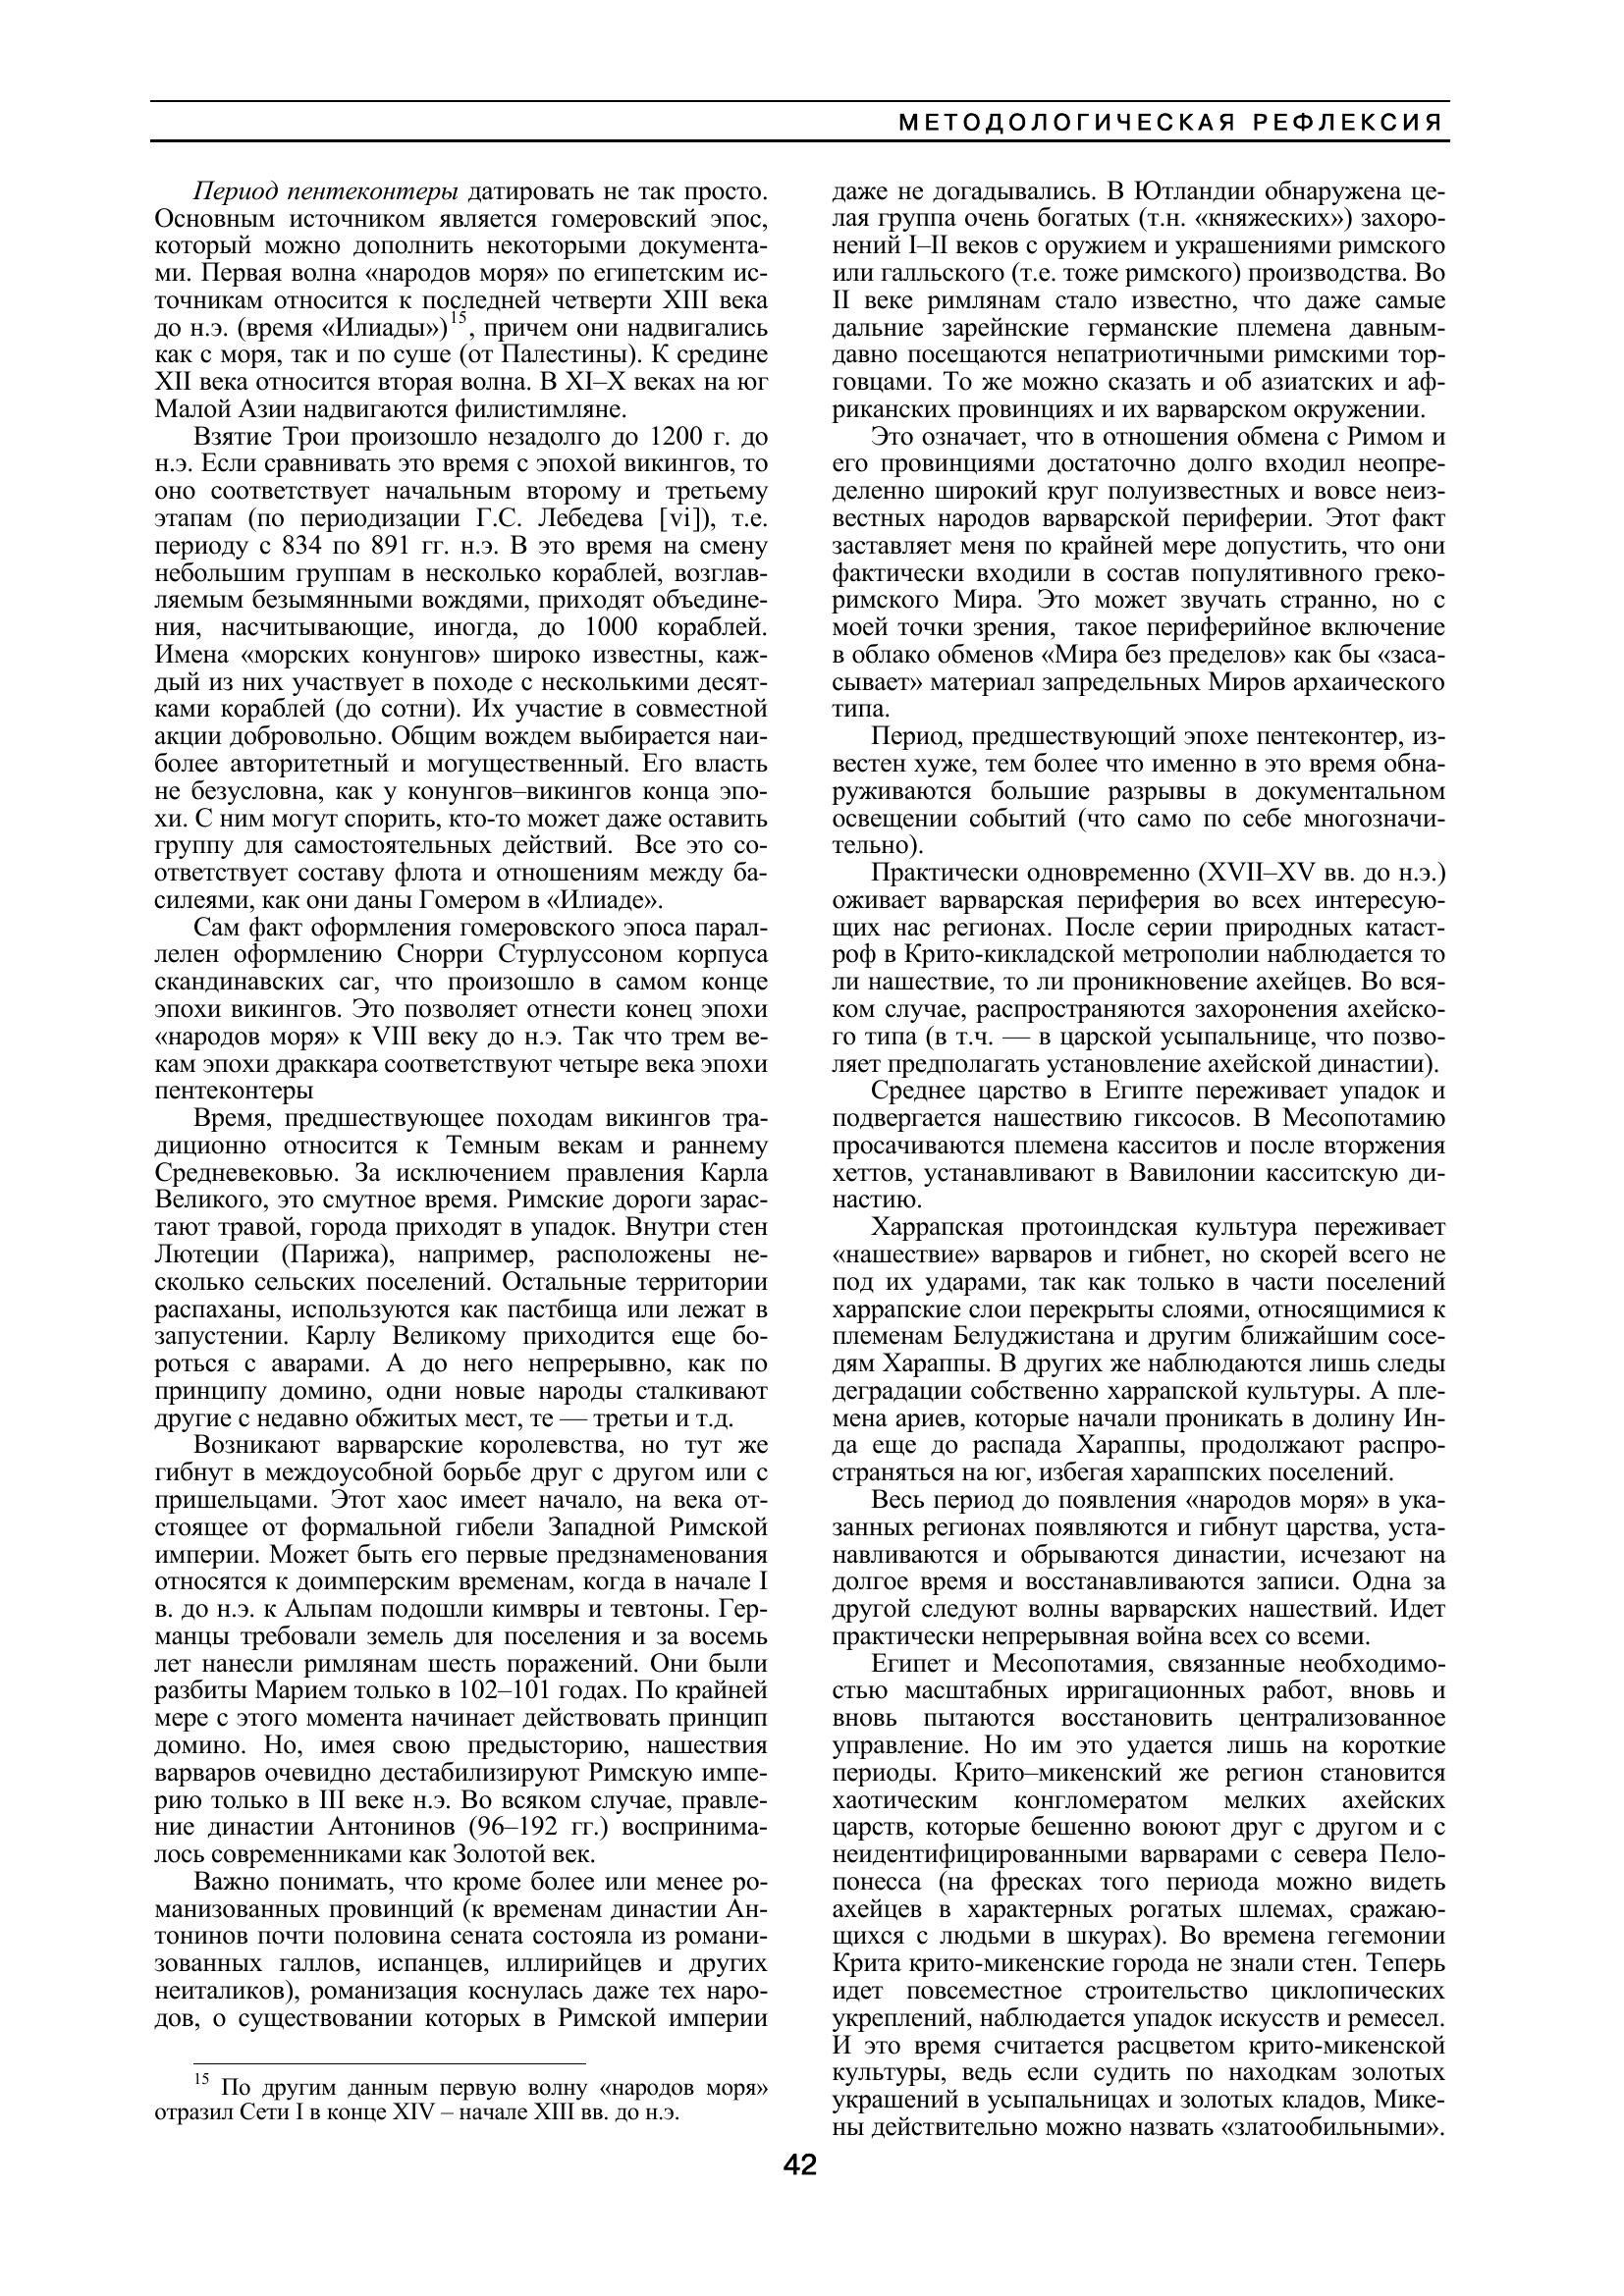 МЕТОДОЛОГИЧЕСКАЯ РЕФЛЕКСИЯ
Период пентеконтеры датировать не так просто.
Основным источником является гомеровский эпос,
который можно дополнить некоторыми документа-
ми. Первая волна «народов моря» по египетским ис-
точникам относится к последней четверти XIII века
до н.э. (время «Илиады»)15, причем они надвигались
как с моря, так и по суше (от Палестины). К средине
XII века относится вторая волна. В XI–X веках на юг
Малой Азии надвигаются филистимляне.
Взятие Трои произошло незадолго до 1200 г. до
н.э. Если сравнивать это время с эпохой викингов, то
оно соответствует начальным второму и третьему
этапам (по периодизации Г.С. Лебедева [vi]), т.е.
периоду с 834 по 891 гг. н.э. В это время на смену
небольшим группам в несколько кораблей, возглав-
ляемым безымянными вождями, приходят объедине-
ния, насчитывающие, иногда, до 1000 кораблей.
Имена «морских конунгов» широко известны, каж-
дый из них участвует в походе с несколькими десят-
ками кораблей (до сотни). Их участие в совместной
акции добровольно. Общим вождем выбирается наи-
более авторитетный и могущественный. Его власть
не безусловна, как у конунгов–викингов конца эпо-
хи. С ним могут спорить, кто-то может даже оставить
группу для самостоятельных действий.  Все это со-
ответствует составу флота и отношениям между ба-
силеями, как они даны Гомером в «Илиаде».
Сам факт оформления гомеровского эпоса парал-
лелен оформлению Снорри Стурлуссоном корпуса
скандинавских саг, что произошло в самом конце
эпохи викингов. Это позволяет отнести конец эпохи
«народов моря» к VIII веку до н.э. Так что трем ве-
кам эпохи драккара соответствуют четыре века эпохи
пентеконтеры
Время, предшествующее походам викингов тра-
диционно относится к Темным векам и раннему
Средневековью. За исключением правления Карла
Великого, это смутное время. Римские дороги зарас-
тают травой, города приходят в упадок. Внутри стен
Лютеции (Парижа), например, расположены не-
сколько сельских поселений. Остальные территории
распаханы, используются как пастбища или лежат в
запустении. Карлу Великому приходится еще бо-
роться с аварами. А до него непрерывно, как по
принципу домино, одни новые народы сталкивают
другие с недавно обжитых мест, те — третьи и т.д.
Возникают варварские королевства, но тут же
гибнут в междоусобной борьбе друг с другом или с
пришельцами. Этот хаос имеет начало, на века от-
стоящее от формальной гибели Западной Римской
империи. Может быть его первые предзнаменования
относятся к доимперским временам, когда в начале I
в. до н.э. к Альпам подошли кимвры и тевтоны. Гер-
манцы требовали земель для поселения и за восемь
лет нанесли римлянам шесть поражений. Они были
разбиты Марием только в 102–101 годах. По крайней
мере с этого момента начинает действовать принцип
домино. Но, имея свою предысторию, нашествия
варваров очевидно дестабилизируют Римскую импе-
рию только в III веке н.э. Во всяком случае, правле-
ние династии Антонинов (96–192 гг.) воспринима-
лось современниками как Золотой век.
Важно понимать, что кроме более или менее ро-
манизованных провинций (к временам династии Ан-
тонинов почти половина сената состояла из романи-
зованных галлов, испанцев, иллирийцев и других
неиталиков), романизация коснулась даже тех наро-
дов, о существовании которых в Римской империи
15 По другим данным первую волну «народов моря»
отразил Сети I в конце XIV – начале XIII вв. до н.э.
даже не догадывались. В Ютландии обнаружена це-
лая группа очень богатых (т.н. «княжеских») захоро-
нений I–II веков с оружием и украшениями римского
или галльского (т.е. тоже римского) производства. Во
II веке римлянам стало известно, что даже самые
дальние зарейнские германские племена давным-
давно посещаются непатриотичными римскими тор-
говцами. То же можно сказать и об азиатских и аф-
риканских провинциях и их варварском окружении.
Это означает, что в отношения обмена с Римом и
его провинциями достаточно долго входил неопре-
деленно широкий круг полуизвестных и вовсе неиз-
вестных народов варварской периферии. Этот факт
заставляет меня по крайней мере допустить, что они
фактически входили в состав популятивного греко-
римского Мира. Это может звучать странно, но с
моей точки зрения,  такое периферийное включение
в облако обменов «Мира без пределов» как бы «заса-
сывает» материал запредельных Миров архаического
типа.
Период, предшествующий эпохе пентеконтер, из-
вестен хуже, тем более что именно в это время обна-
руживаются большие разрывы в документальном
освещении событий (что само по себе многозначи-
тельно).
Практически одновременно (XVII–XV вв. до н.э.)
оживает варварская периферия во всех интересую-
щих нас регионах. После серии природных катаст-
роф в Крито-кикладской метрополии наблюдается то
ли нашествие, то ли проникновение ахейцев. Во вся-
ком случае, распространяются захоронения ахейско-
го типа (в т.ч. — в царской усыпальнице, что позво-
ляет предполагать установление ахейской династии).
Среднее царство в Египте переживает упадок и
подвергается нашествию гиксосов. В Месопотамию
просачиваются племена касситов и после вторжения
хеттов, устанавливают в Вавилонии касситскую ди-
настию.
Харрапская протоиндская культура переживает
«нашествие» варваров и гибнет, но скорей всего не
под их ударами, так как только в части поселений
харрапские слои перекрыты слоями, относящимися к
племенам Белуджистана и другим ближайшим сосе-
дям Хараппы. В других же наблюдаются лишь следы
деградации собственно харрапской культуры. А пле-
мена ариев, которые начали проникать в долину Ин-
да еще до распада Хараппы, продолжают распро-
страняться на юг, избегая хараппских поселений.
Весь период до появления «народов моря» в ука-
занных регионах появляются и гибнут царства, уста-
навливаются и обрываются династии, исчезают на
долгое время и восстанавливаются записи. Одна за
другой следуют волны варварских нашествий. Идет
практически непрерывная война всех со всеми.
Египет и Месопотамия, связанные необходимо-
стью масштабных ирригационных работ, вновь и
вновь пытаются восстановить централизованное
управление. Но им это удается лишь на короткие
периоды. Крито–микенский же регион становится
хаотическим конгломератом мелких ахейских
царств, которые бешенно воюют друг с другом и с
неидентифицированными варварами с севера Пело-
понесса (на фресках того периода можно видеть
ахейцев в характерных рогатых шлемах, сражаю-
щихся с людьми в шкурах). Во времена гегемонии
Крита крито-микенские города не знали стен. Теперь
идет повсеместное строительство циклопических
укреплений, наблюдается упадок искусств и ремесел.
И это время считается расцветом крито-микенской
культуры, ведь если судить по находкам золотых
украшений в усыпальницах и золотых кладов, Мике-
ны действительно можно назвать «златообильными».
42